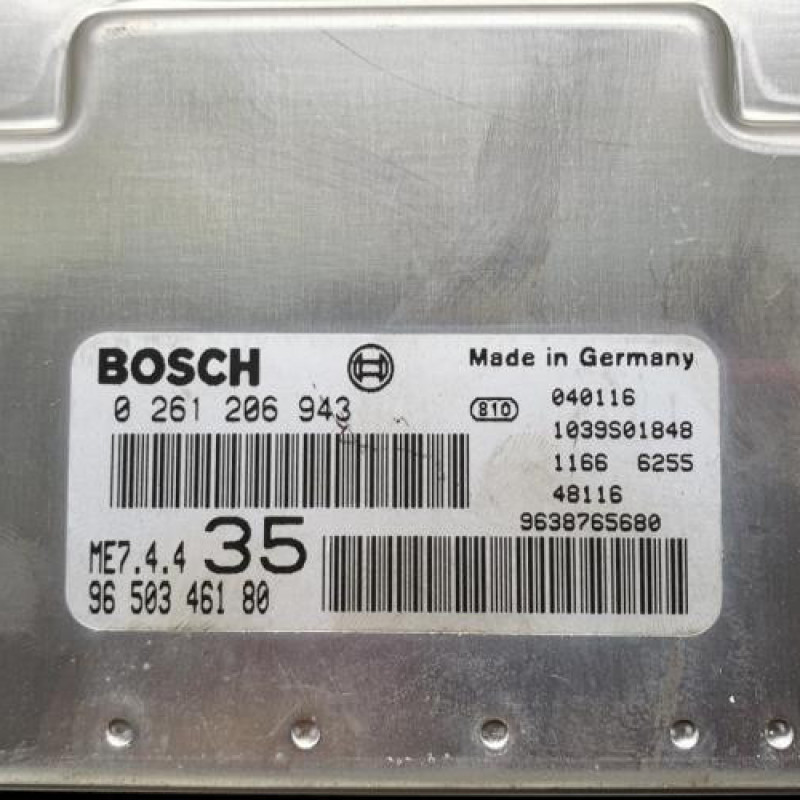 BOSCH
Made in Germany
0 261 206 943
810
040116
1039S01848
1166 6255
48116
9638765680
ME7.4.4 35
96 503 461 80